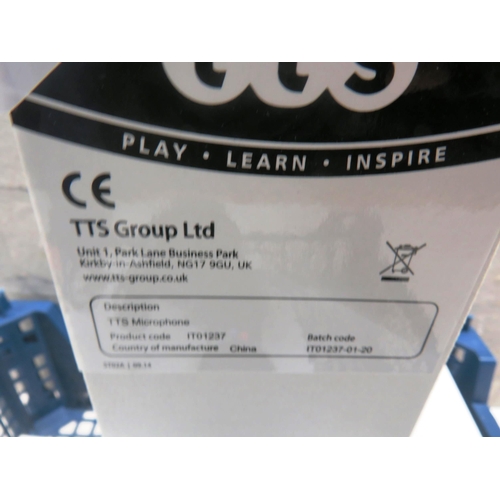 tts
PLAY • LEARN • INSPIRE
CE
TTS Group Ltd
Unit 1, Park Lane Business Park
Kirkby-in-Ashfield, NG17 9GU, UK
www.tts-group.co.uk
Description
TTS Microphone
Product code IT01237 Batch code
Country of manufacture China IT01237-01-20